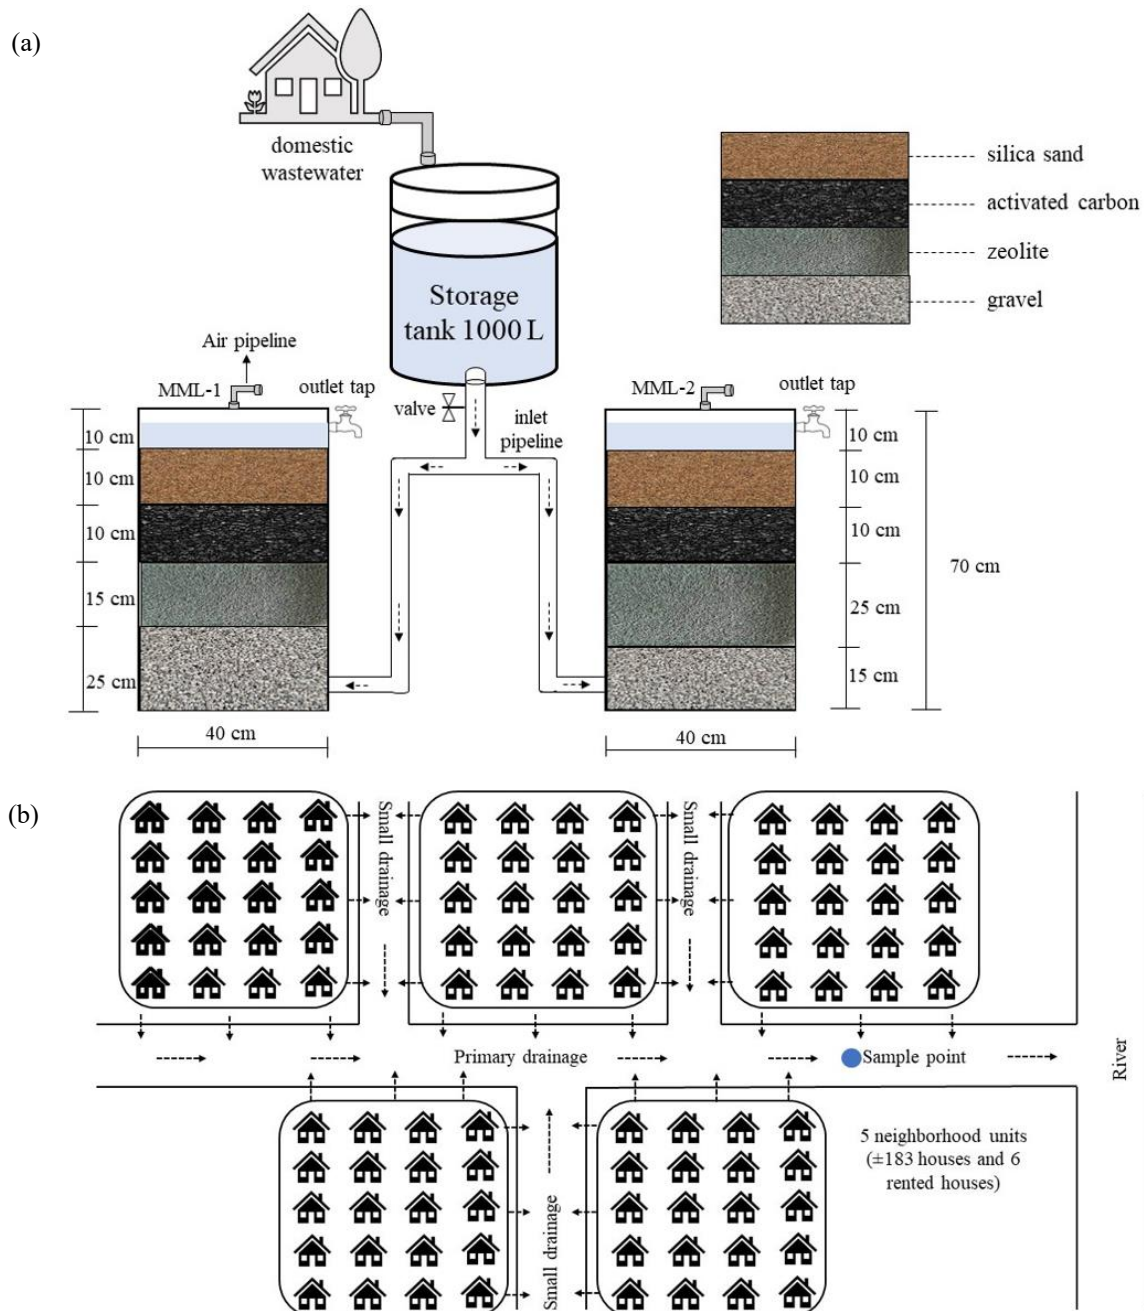 (a)
domestic
wastewater
silica sand
activated carbon
zeolite
gravel
Storage
tank 1000 L
Air pipeline
MML-1
outlet tap
valve
inlet
pipeline
MML-2
outlet tap
10 cm
10 cm
10 cm
15 cm
25 cm
40 cm
10 cm
10 cm
10 cm
25 cm
15 cm
70 cm
40 cm
(b)
Small drainage
Small drainage
Primary drainage
Sample point
River
Small drainage
5 neighborhood units
(±183 houses and 6
rented houses)